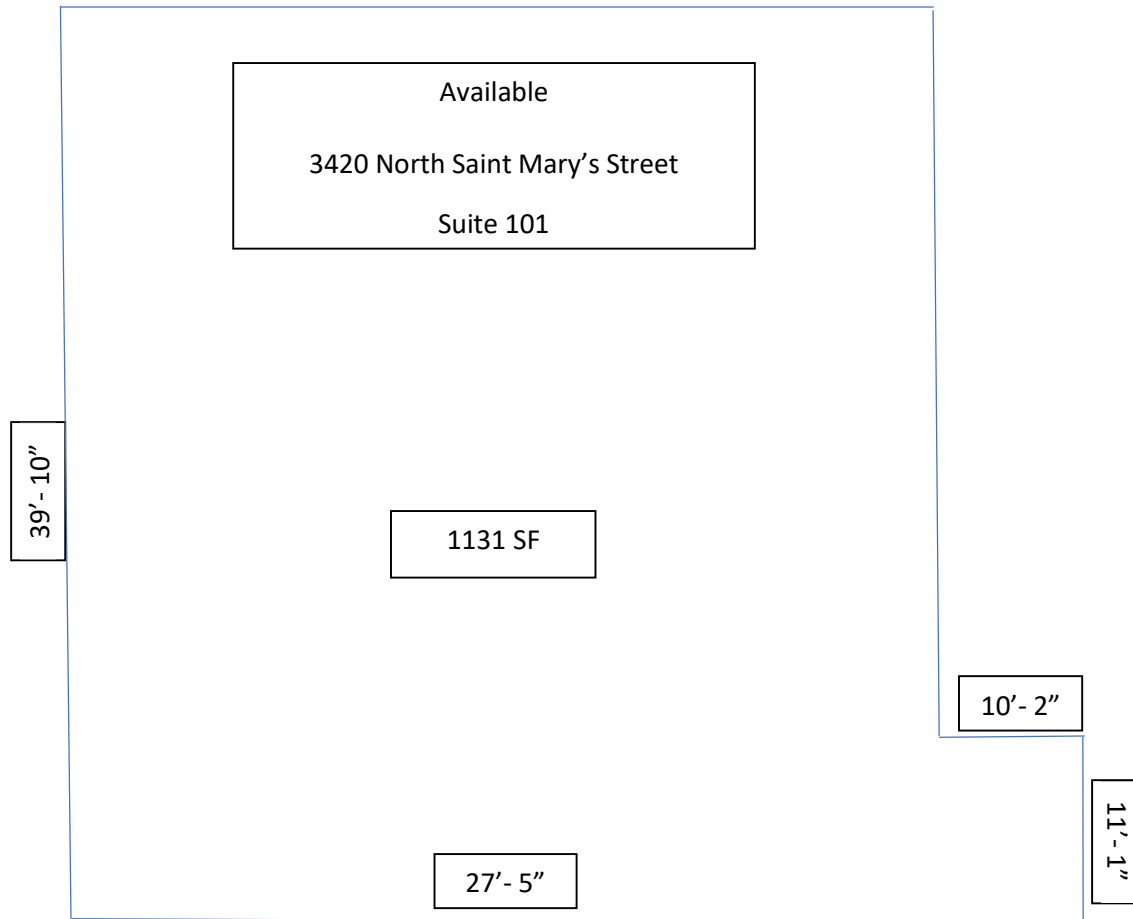 Available
3420 North Saint Mary’s Street
Suite 101
39’- 10”
1131 SF
10’- 2”
11’- 1”
27’- 5”